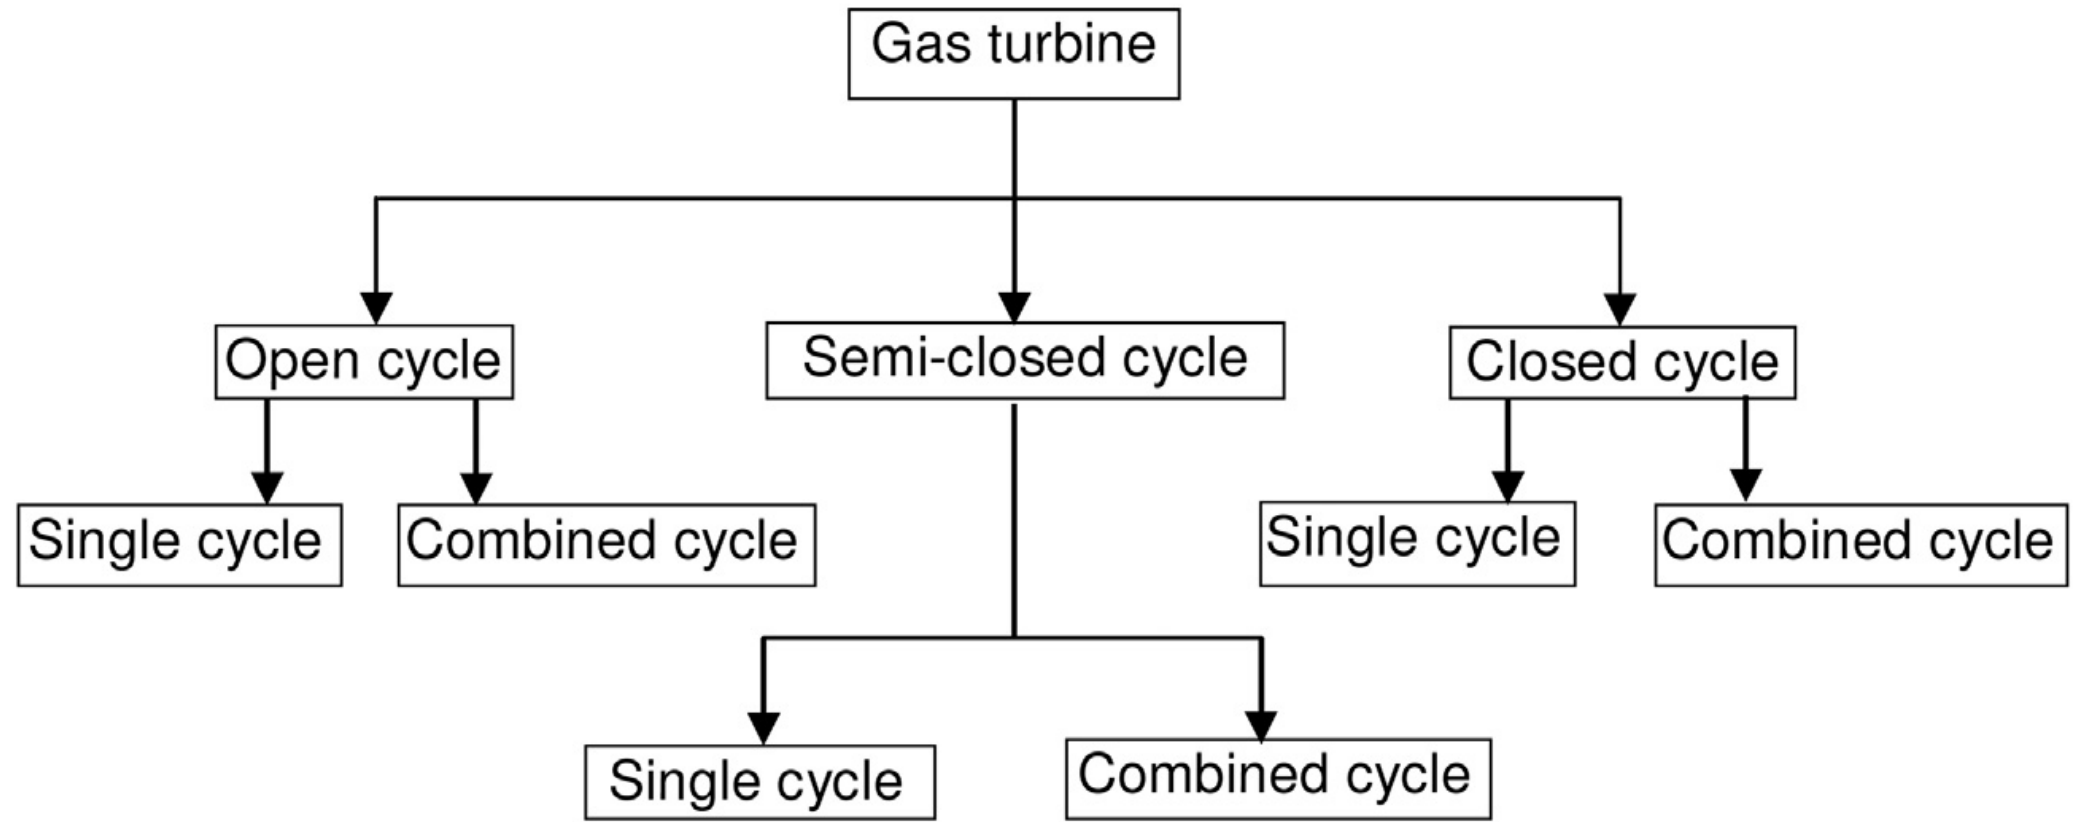 Gas turbine
Open cycle
Semi-closed cycle
Closed cycle
Single cycle
Combined cycle
Single cycle
Combined cycle
Single cycle
Combined cycle